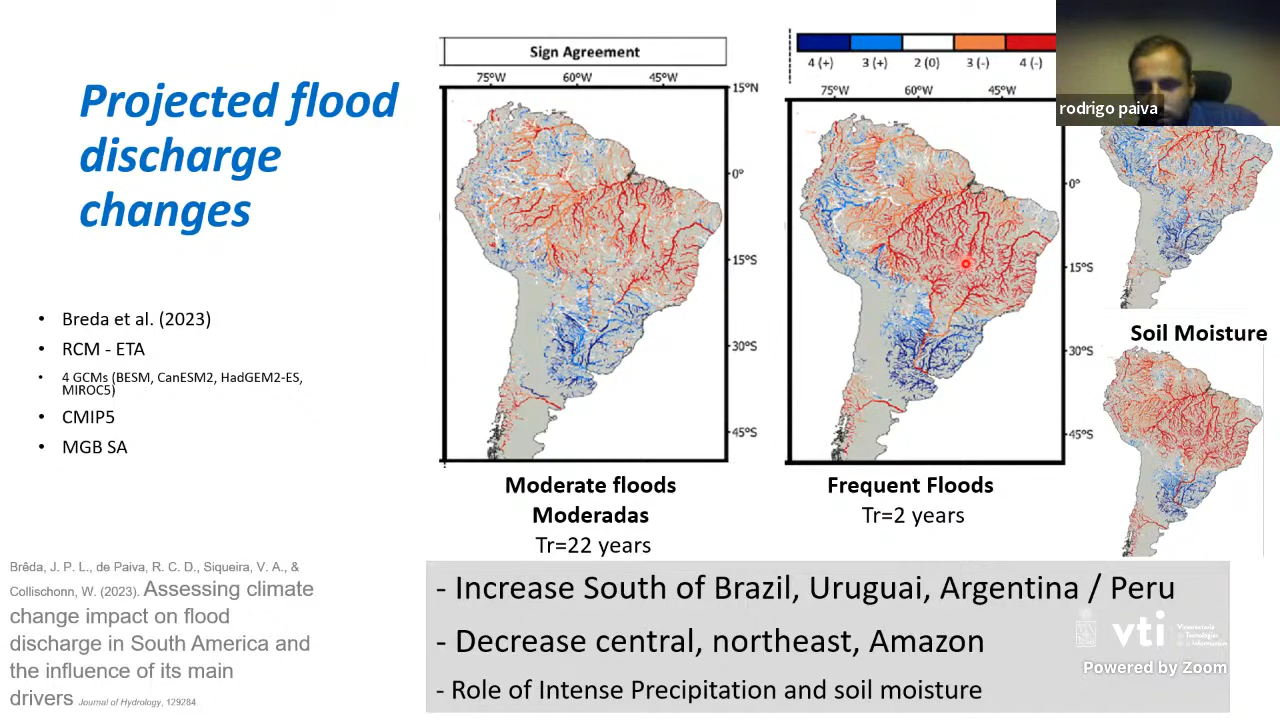 Projected flood
discharge
changes
• Breda et al. (2023)
• RCM - ETA
• 4 GCMs (BESM, CanESM2, HadGEM2-ES,
MIROC5)
• CMIP5
• MGB SA
Brêda, J. P. L., de Paiva, R. C. D., Siqueira, V. A., &
Collischonn, W. (2023). Assessing climate
change impact on flood
discharge in South America and
the influence of its main
drivers Journal of Hydrology, 129284
Sign Agreement
75°W 60°W 45°W
15°N
0°
15°S
30°S
45°S
Moderate floods
Moderadas
Tr=22 years
4 (+) 3 (+) 2 (0) 3 (-) 4 (-)
75°W 60°W 45°W
0°
15°S
30°S
45°S
Frequent Floods
Tr=2 years
rodrigo paiva
Soil Moisture
- Increase South of Brazil, Uruguai, Argentina / Peru
- Decrease central, northeast, Amazon
- Role of Intense Precipitation and soil moisture
vti
Vicerrectoría
de Tecnologías
de la Información
Powered by Zoom